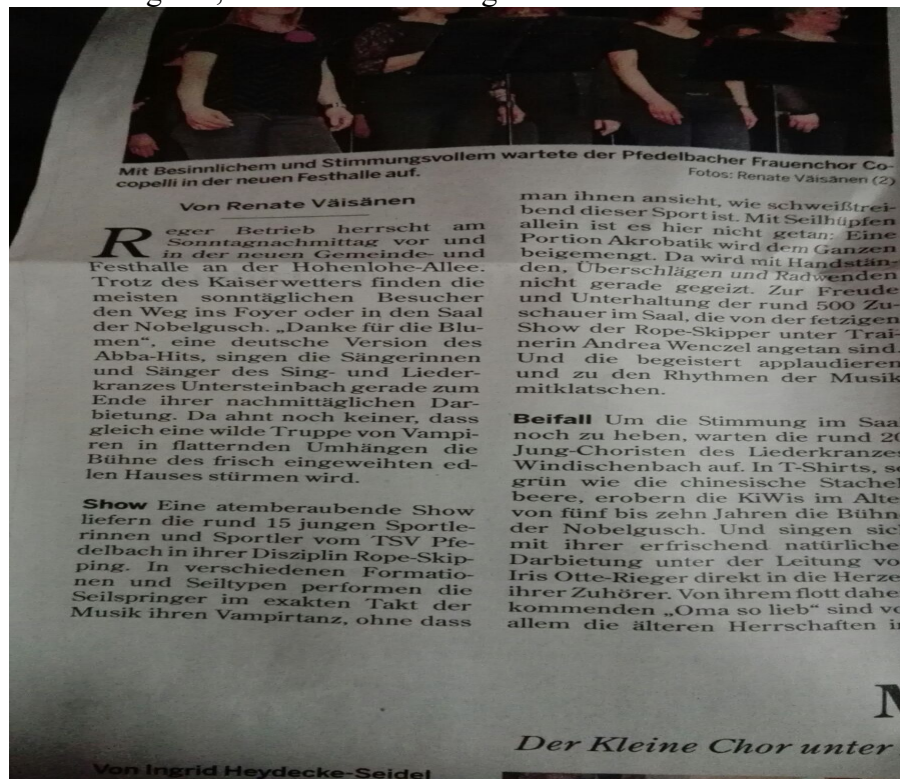 Mit Besinnlichem und Stimmungsvollem wartete der Pfedelbacher Frauenchor Co-
copelli in der neuen Festhalle auf.
Fotos: Renate Väisänen (2)
Von Renate Väisänen
Reger Betrieb herrscht am
Sonntagnachmittag vor und
in der neuen Gemeinde- und
Festhalle an der Hohenlohe-Allee.
Trotz des Kaiserwetters finden die
meisten sonntäglichen Besucher
den Weg ins Foyer oder in den Saal
der Nobelgusch. „Danke für die Blu-
men“, eine deutsche Version des
Abba-Hits, singen die Sängerinnen
und Sänger des Sing- und Lieder-
kranzes Untersteinbach gerade zum
Ende ihrer nachmittäglichen Dar-
bietung. Da ahnt noch keiner, dass
gleich eine wilde Truppe von Vampi-
ren in flatternden Umhängen die
Bühne des frisch eingeweihten ed-
len Hauses stürmen wird.
Show Eine atemberaubende Show
liefern die rund 15 jungen Sportle-
rinnen und Sportler vom TSV Pfe-
delbach in ihrer Disziplin Rope-Skip-
ping. In verschiedenen Formatio-
nen und Seiltypen performen die
Seilspringer im exakten Takt der
Musik ihren Vampirtanz, ohne dass
man ihnen ansieht, wie schweißtrei-
bend dieser Sport ist. Mit Seilhüpfen
allein ist es hier nicht getan: Eine
Portion Akrobatik wird dem Ganzen
beigemengt. Da wird mit Handstän-
den, Überschlägen und Radwenden
nicht gerade gegeizt. Zur Freude
und Unterhaltung der rund 500 Zu-
schauer im Saal, die von der fetzigen
Show der Rope-Skipper unter Trai-
nerin Andrea Wenczel angetan sind.
Und die begeistert applaudieren
und zu den Rhythmen der Musik
mitklatschen.
Beifall Um die Stimmung im Saa
noch zu heben, warten die rund 20
Jung-Choristen des Liederkranzes
Windischenbach auf. In T-Shirts, so
grün wie die chinesische Stachel
beere, erobern die KiWis im Alte
von fünf bis zehn Jahren die Bühn
der Nobelgusch. Und singen sich
mit ihrer erfrischend natürliche
Darbietung unter der Leitung vo
Iris Otte-Rieger direkt in die Herze
ihrer Zuhörer. Von ihrem flott dahe
kommenden „Oma so lieb“ sind vo
allem die älteren Herrschaften i
M
Der Kleine Chor unter
Von Ingrid Heydecke-Seidel